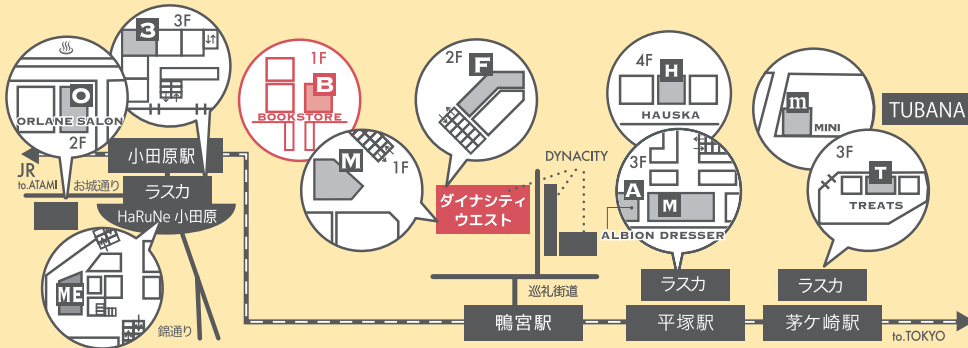 3F
3
O
ORLANE SALON
2F
小田原駅
JR
to.ATAMI
お城通り
ラスカ
HaRuNe 小田原
ME
錦通り
1F
B
BOOKSTORE
M
1F
2F
F
ダイナシティ
ウエスト
DYNACITY
巡礼街道
鴨宮駅
4F
H
HAUSKA
3F
A
M
ALBION DRESSER
ラスカ
平塚駅
m
MINI
TUBANA
3F
T
TREATS
ラスカ
茅ケ崎駅
to.TOKYO